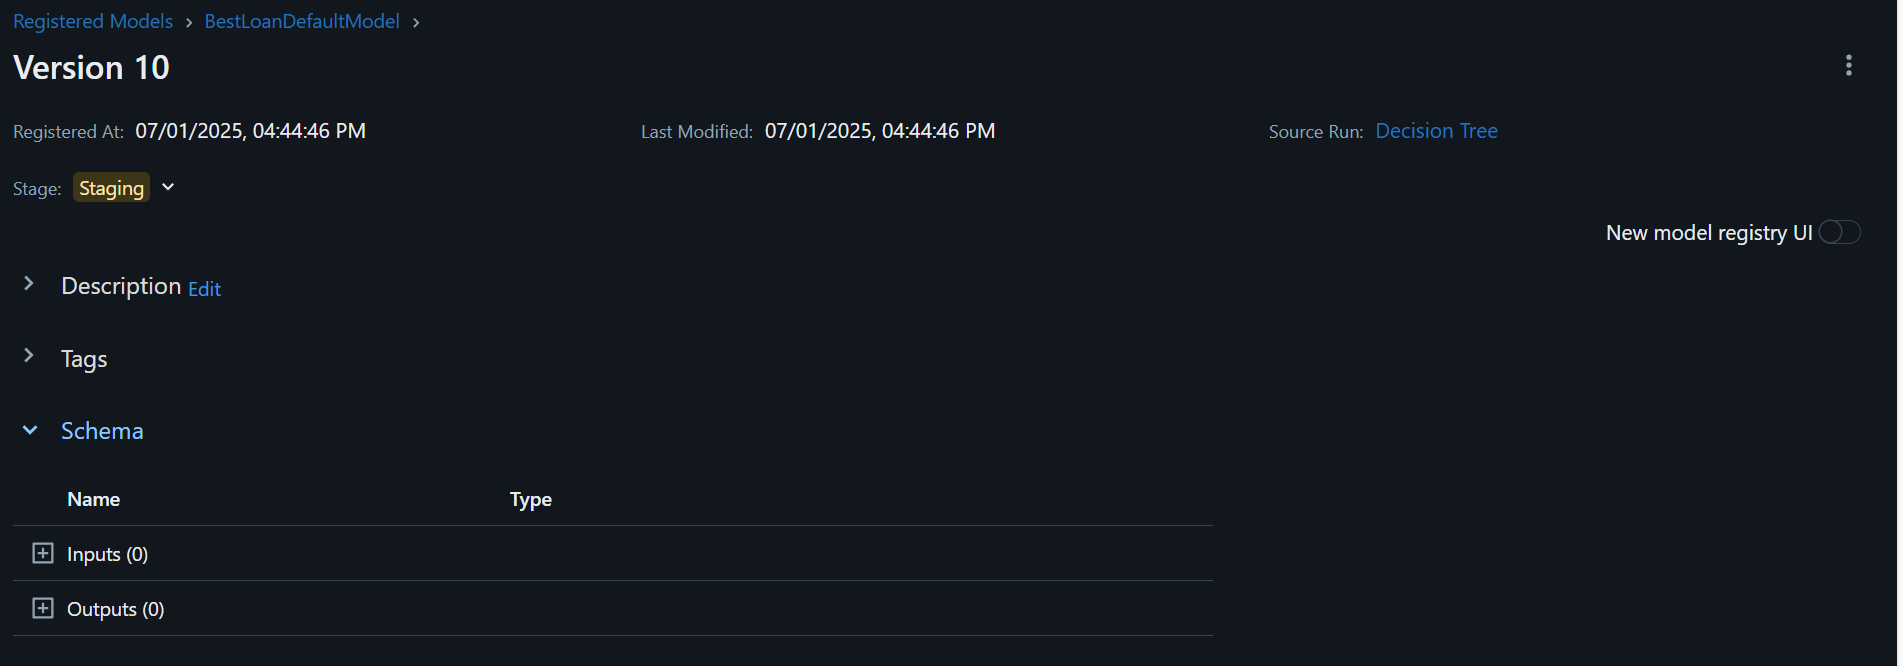 Registered Models > BestLoanDefaultModel >
Version 10
Registered At: 07/01/2025, 04:44:46 PM Last Modified: 07/01/2025, 04:44:46 PM Source Run: Decision Tree
Stage: Staging
New model registry UI
Description Edit
Tags
Schema
Name Type
Inputs (0)
Outputs (0)